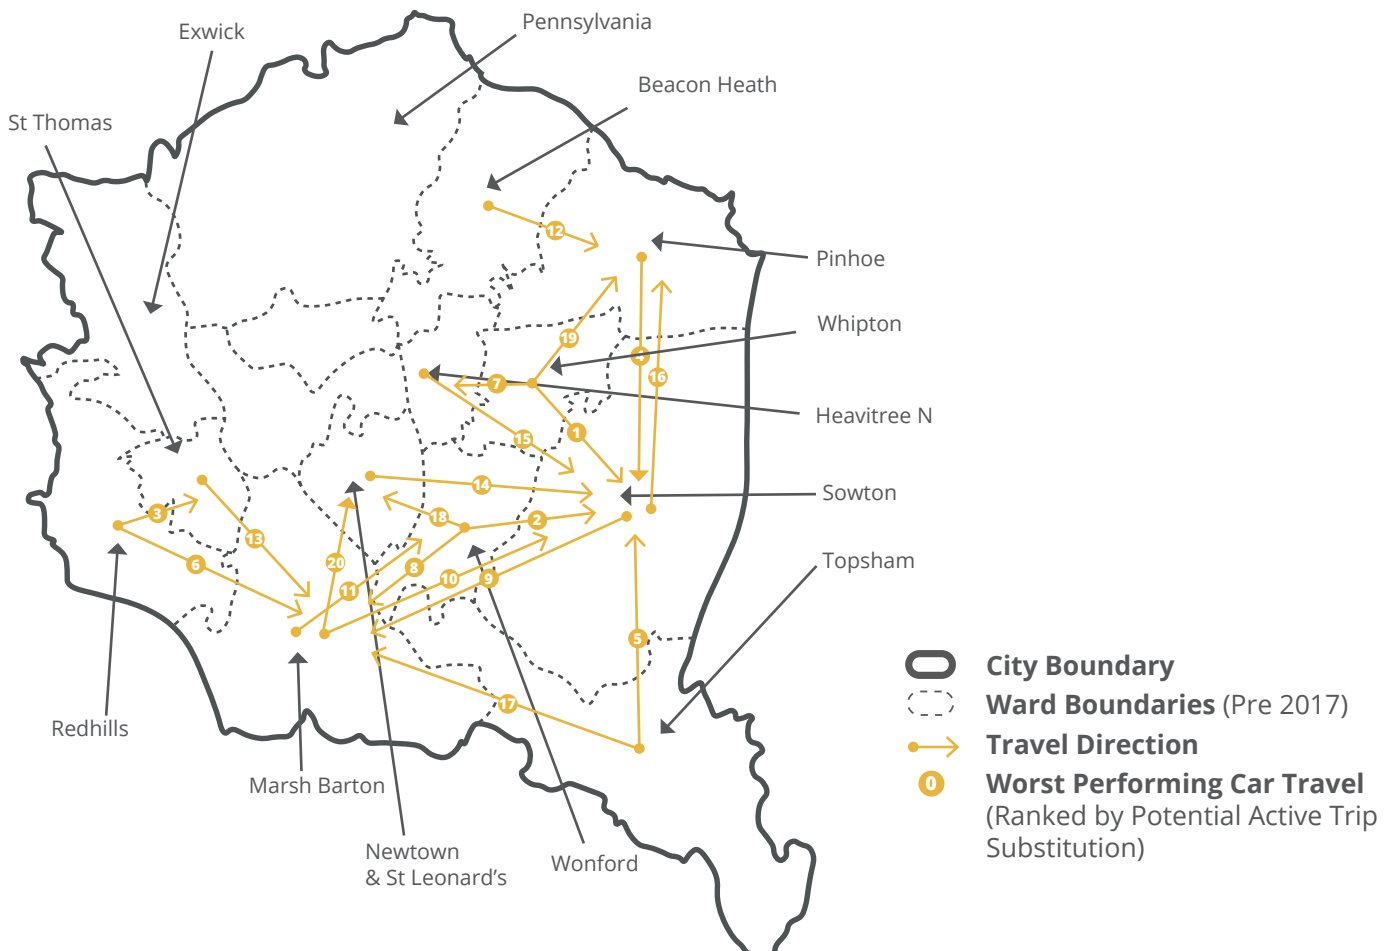 Pennsylvania
Exwick
Beacon Heath
St Thomas
12
Pinhoe
Whipton
19
4
16
7
Heavitree N
1
15
14
Sowton
3
18
2
13
Topsham
20
6
8
11
10
9
5
17
City Boundary
Ward Boundaries (Pre 2017)
Redhills
Travel Direction
Marsh Barton
0 Worst Performing Car Travel
(Ranked by Potential Active Trip
Substitution)
Newtown
& St Leonard’s
Wonford